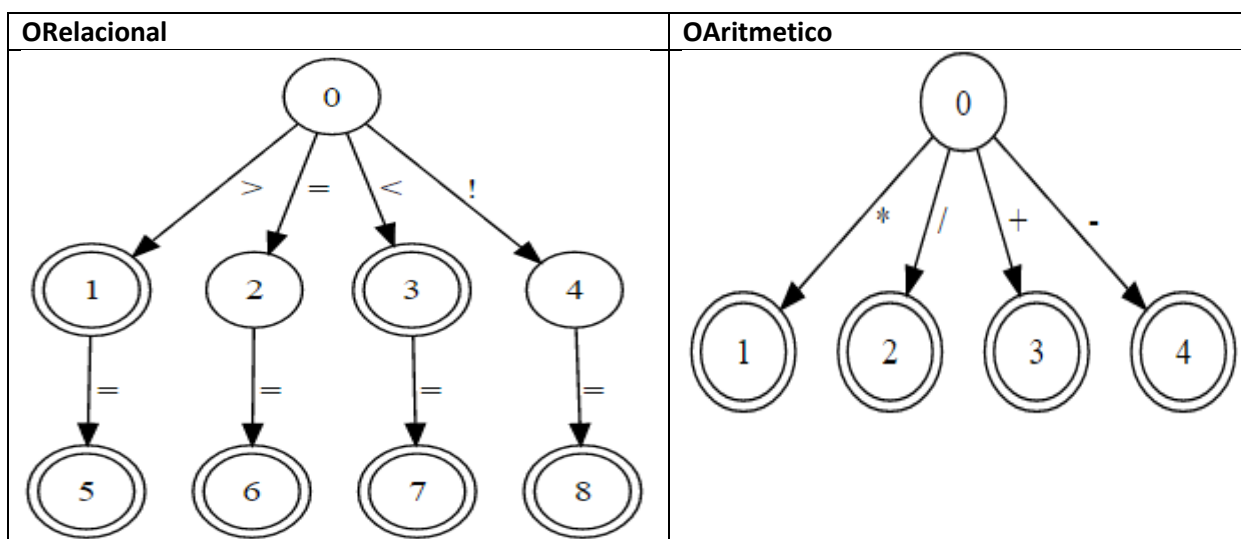 ORelacional
0
> = < !
1 2 3 4
= = = =
5 6 7 8
OAritmetico
0
* / + -
1 2 3 4